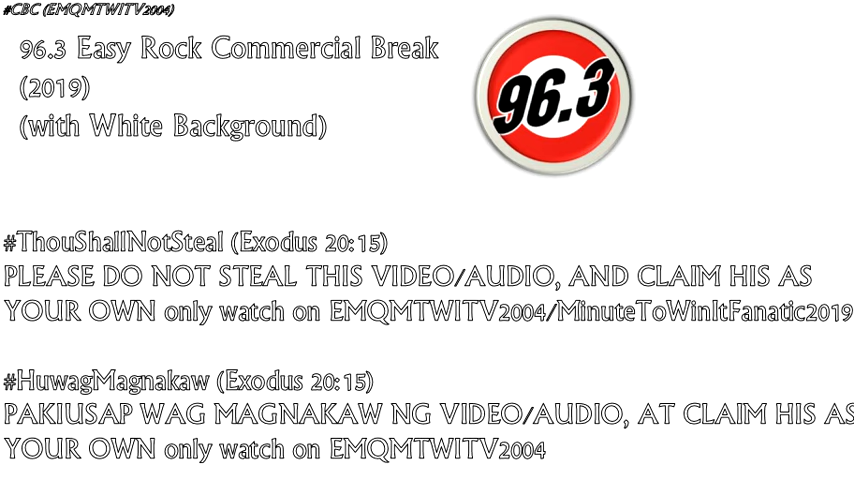 #CBC (EMQMTWITV2004)
96.3 Easy Rock Commercial Break
(2019)
(with White Background)
96.3
#ThouShallNotSteal (Exodus 20:15)
PLEASE DO NOT STEAL THIS VIDEO/AUDIO, AND CLAIM HIS AS
YOUR OWN only watch on EMQMTWITV2004/MinuteToWinItFanatic2019
#HuwagMagnakaw (Exodus 20:15)
PAKIUSAP WAG MAGNAKAW NG VIDEO/AUDIO, AT CLAIM HIS AS
YOUR OWN only watch on EMQMTWITV2004